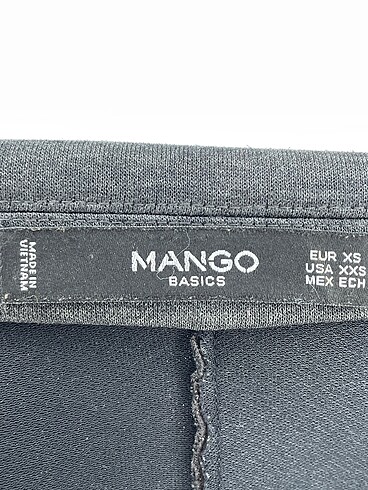 MADE IN
VIETNAM
MANGO
BASICS
EUR XS
USA XXS
MEX ECH